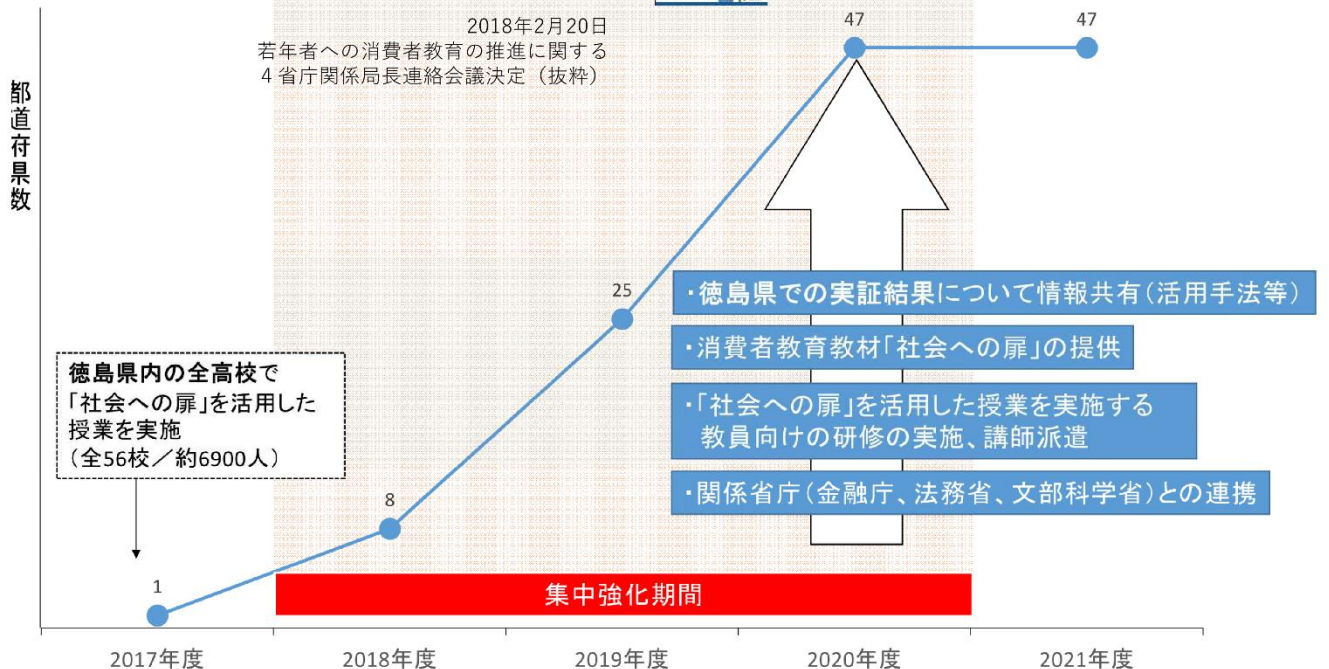 2018年2月20日
若年者への消費者教育の推進に関する
4省庁関係局長連絡会議決定（抜粋）
都道府県数
47
47
25
8
1
徳島県内の全高校で
「社会への扉」を活用した
授業を実施
（全56校／約6900人）
・徳島県での実証結果について情報共有（活用手法等）
・消費者教育教材「社会への扉」の提供
・「社会への扉」を活用した授業を実施する
教員向けの研修の実施、講師派遣
・関係省庁（金融庁、法務省、文部科学省）との連携
集中強化期間
2017年度
2018年度
2019年度
2020年度
2021年度